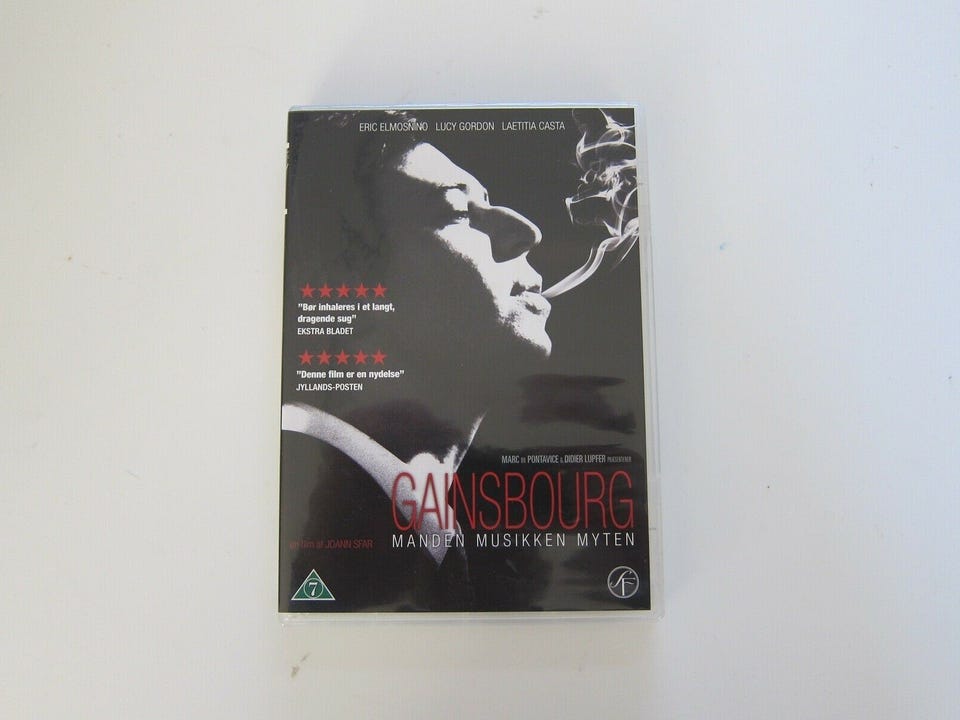 ERIC ELMOSNINO LUCY GORDON LAETITIA CASTA
"Bør inhaleres i et langt,
dragende sug"
EKSTRA BLADET
"Denne film er en nydelse"
JYLLANDS-POSTEN
MARC DU PONTAVICE & DIDIER LUPFER PRÆSENTERER
GAINSBOURG
MANDEN MUSIKKEN MYTEN
en film af JOANN SFAR
7
SF